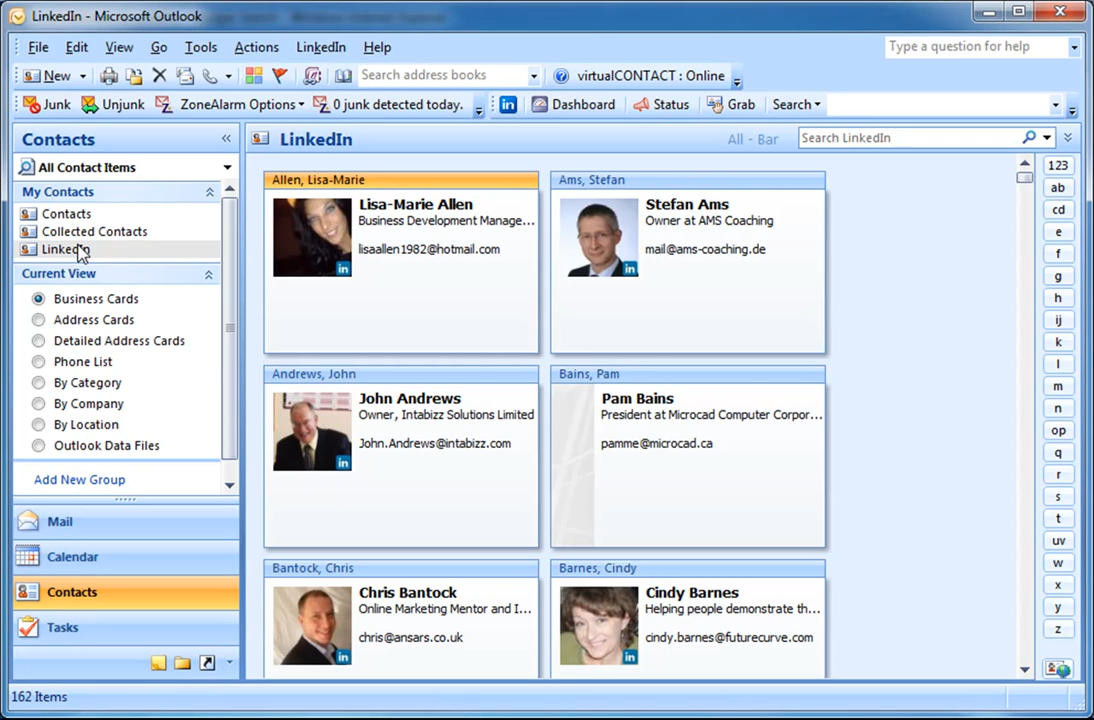 LinkedIn - Microsoft Outlook
File Edit View Go Tools Actions LinkedIn Help
Type a question for help
New
Search address books
virtualCONTACT : Online
Junk Unjunk ZoneAlarm Options 0 junk detected today.
in Dashboard Status Grab Search
Contacts
All Contact Items
My Contacts
Contacts
Collected Contacts
LinkedIn
Current View
Business Cards
Address Cards
Detailed Address Cards
Phone List
By Category
By Company
By Location
Outlook Data Files
Add New Group
Mail
Calendar
Contacts
Tasks
162 Items
LinkedIn
All - Bar
Search LinkedIn
Allen, Lisa-Marie
Lisa-Marie Allen
Business Development Manage...
lisaallen1982@hotmail.com
in
Ams, Stefan
Stefan Ams
Owner at AMS Coaching
mail@ams-coaching.de
in
Andrews, John
John Andrews
Owner, Intabizz Solutions Limited
John.Andrews@intabizz.com
in
Bains, Pam
Pam Bains
President at Microcad Computer Corpor...
pamme@microcad.ca
Bantock, Chris
Chris Bantock
Online Marketing Mentor and I...
chris@ansars.co.uk
in
Barnes, Cindy
Cindy Barnes
Helping people demonstrate th...
cindy.barnes@futurecurve.com
in
123
ab
cd
e
f
g
h
ij
k
l
m
n
op
q
r
s
t
uv
w
x
y
z